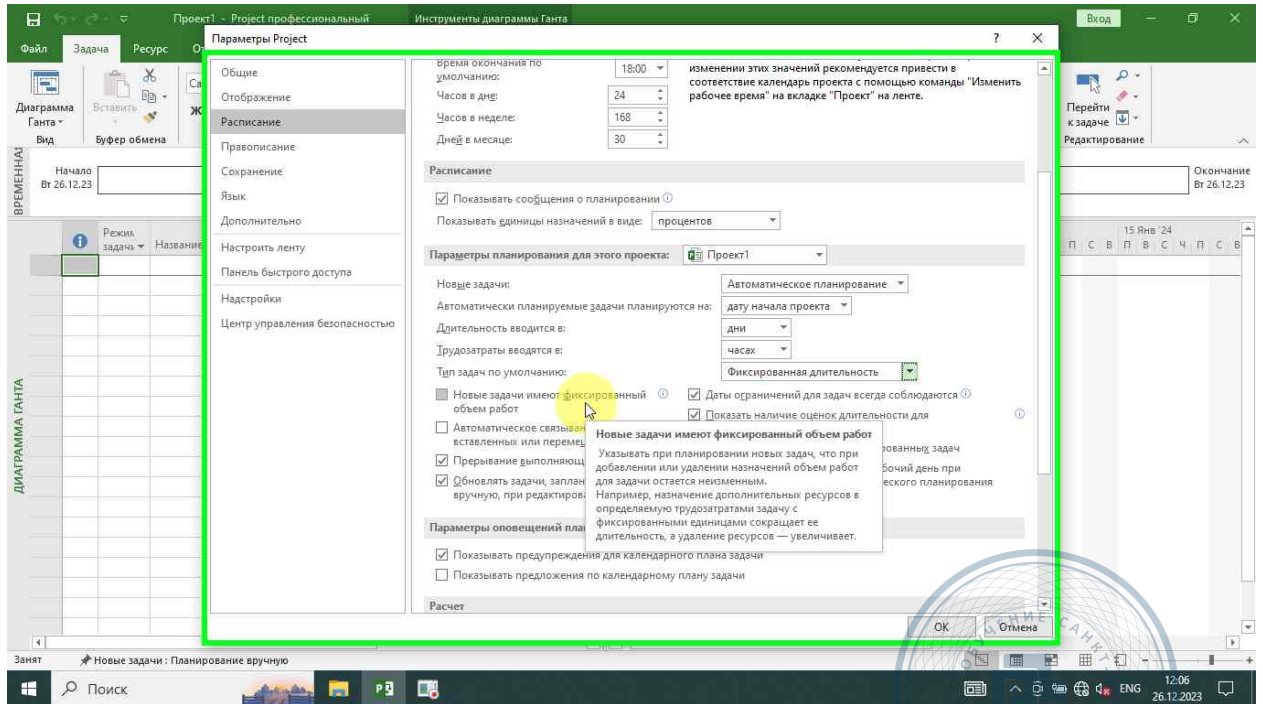 Проект1 - Project профессиональный
Инструменты диаграммы Ганта
Вход
Файл
Задача
Ресурс
Диаграмма
Ганта
Вид
Вставить
Буфер обмена
Ж
Перейти
к задаче
Редактирование
Начало
Вт 26.12.23
Окончание
Вт 26.12.23
Режим
задачи
Название
15 Янв '24
П С В П В С Ч П С В
ДИАГРАММА ГАНТА
Параметры Project
? ×
Общие
Отображение
Расписание
Правописание
Сохранение
Язык
Дополнительно
Настроить ленту
Панель быстрого доступа
Надстройки
Центр управления безопасностью
Время окончания по
умолчанию:
18:00
изменении этих значений рекомендуется привести в
соответствие календарь проекта с помощью команды "Изменить
рабочее время" на вкладке "Проект" на ленте.
Часов в дне:
24
Часов в неделе:
168
Дней в месяце:
30
Расписание
Показывать сообщения о планировании
Показывать единицы назначений в виде: процентов
Параметры планирования для этого проекта: Проект1
Новые задачи: Автоматическое планирование
Автоматически планируемые задачи планируются на: дату начала проекта
Длительность вводится в: дни
Трудозатраты вводятся в: часах
Тип задач по умолчанию: Фиксированная длительность
Новые задачи имеют фиксированный
объем работ
Даты ограничений для задач всегда соблюдаются
Показать наличие оценок длительности для
Автоматическое связыван
вставленных или перемещ
Прерывание выполняющ
Обновлять задачи, заплан
вручную, при редактиров
ованных задач
бочий день при
еского планирования
Новые задачи имеют фиксированный объем работ
Указывать при планировании новых задач, что при
добавлении или удалении назначений объем работ
для задачи остается неизменным.
Например, назначение дополнительных ресурсов в
определяемую трудозатратами задачу с
фиксированными единицами сокращает ее
длительность, а удаление ресурсов — увеличивает.
Параметры оповещений пла
Показывать предупреждения для календарного плана задачи
Показывать предложения по календарному плану задачи
Расчет
ОК
Отмена
Занят
Новые задачи : Планирование вручную
Поиск
ENG
12:06
26.12.2023